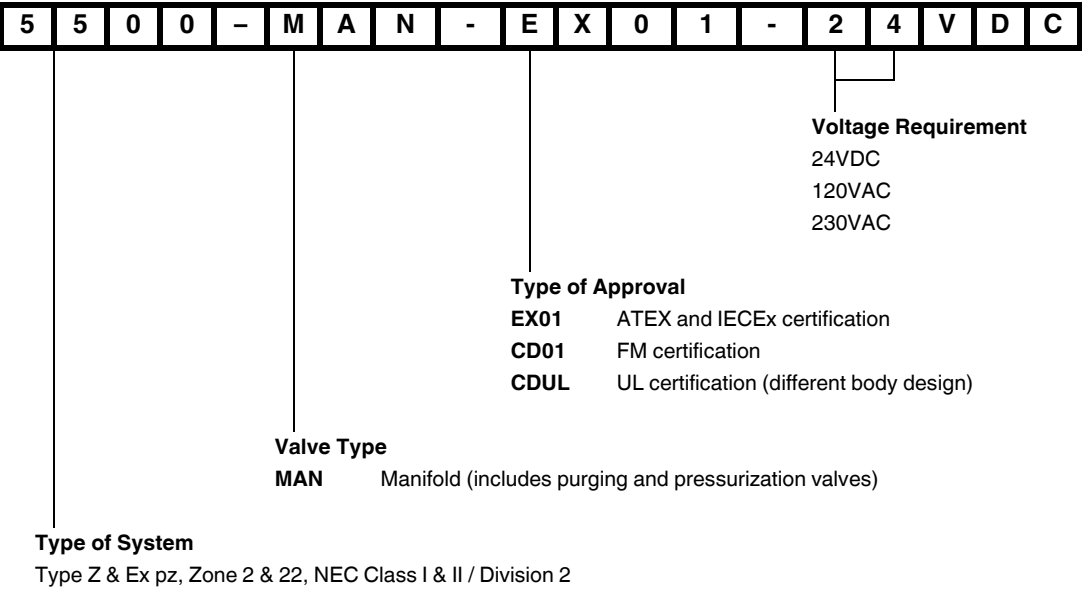 5 5 0 0 – M A N - E X 0 1 - 2 4 V D C
Voltage Requirement
24VDC
120VAC
230VAC
Type of Approval
EX01 ATEX and IECEx certification
CD01 FM certification
CDUL UL certification (different body design)
Valve Type
MAN Manifold (includes purging and pressurization valves)
Type of System
Type Z & Ex pz, Zone 2 & 22, NEC Class I & II / Division 2